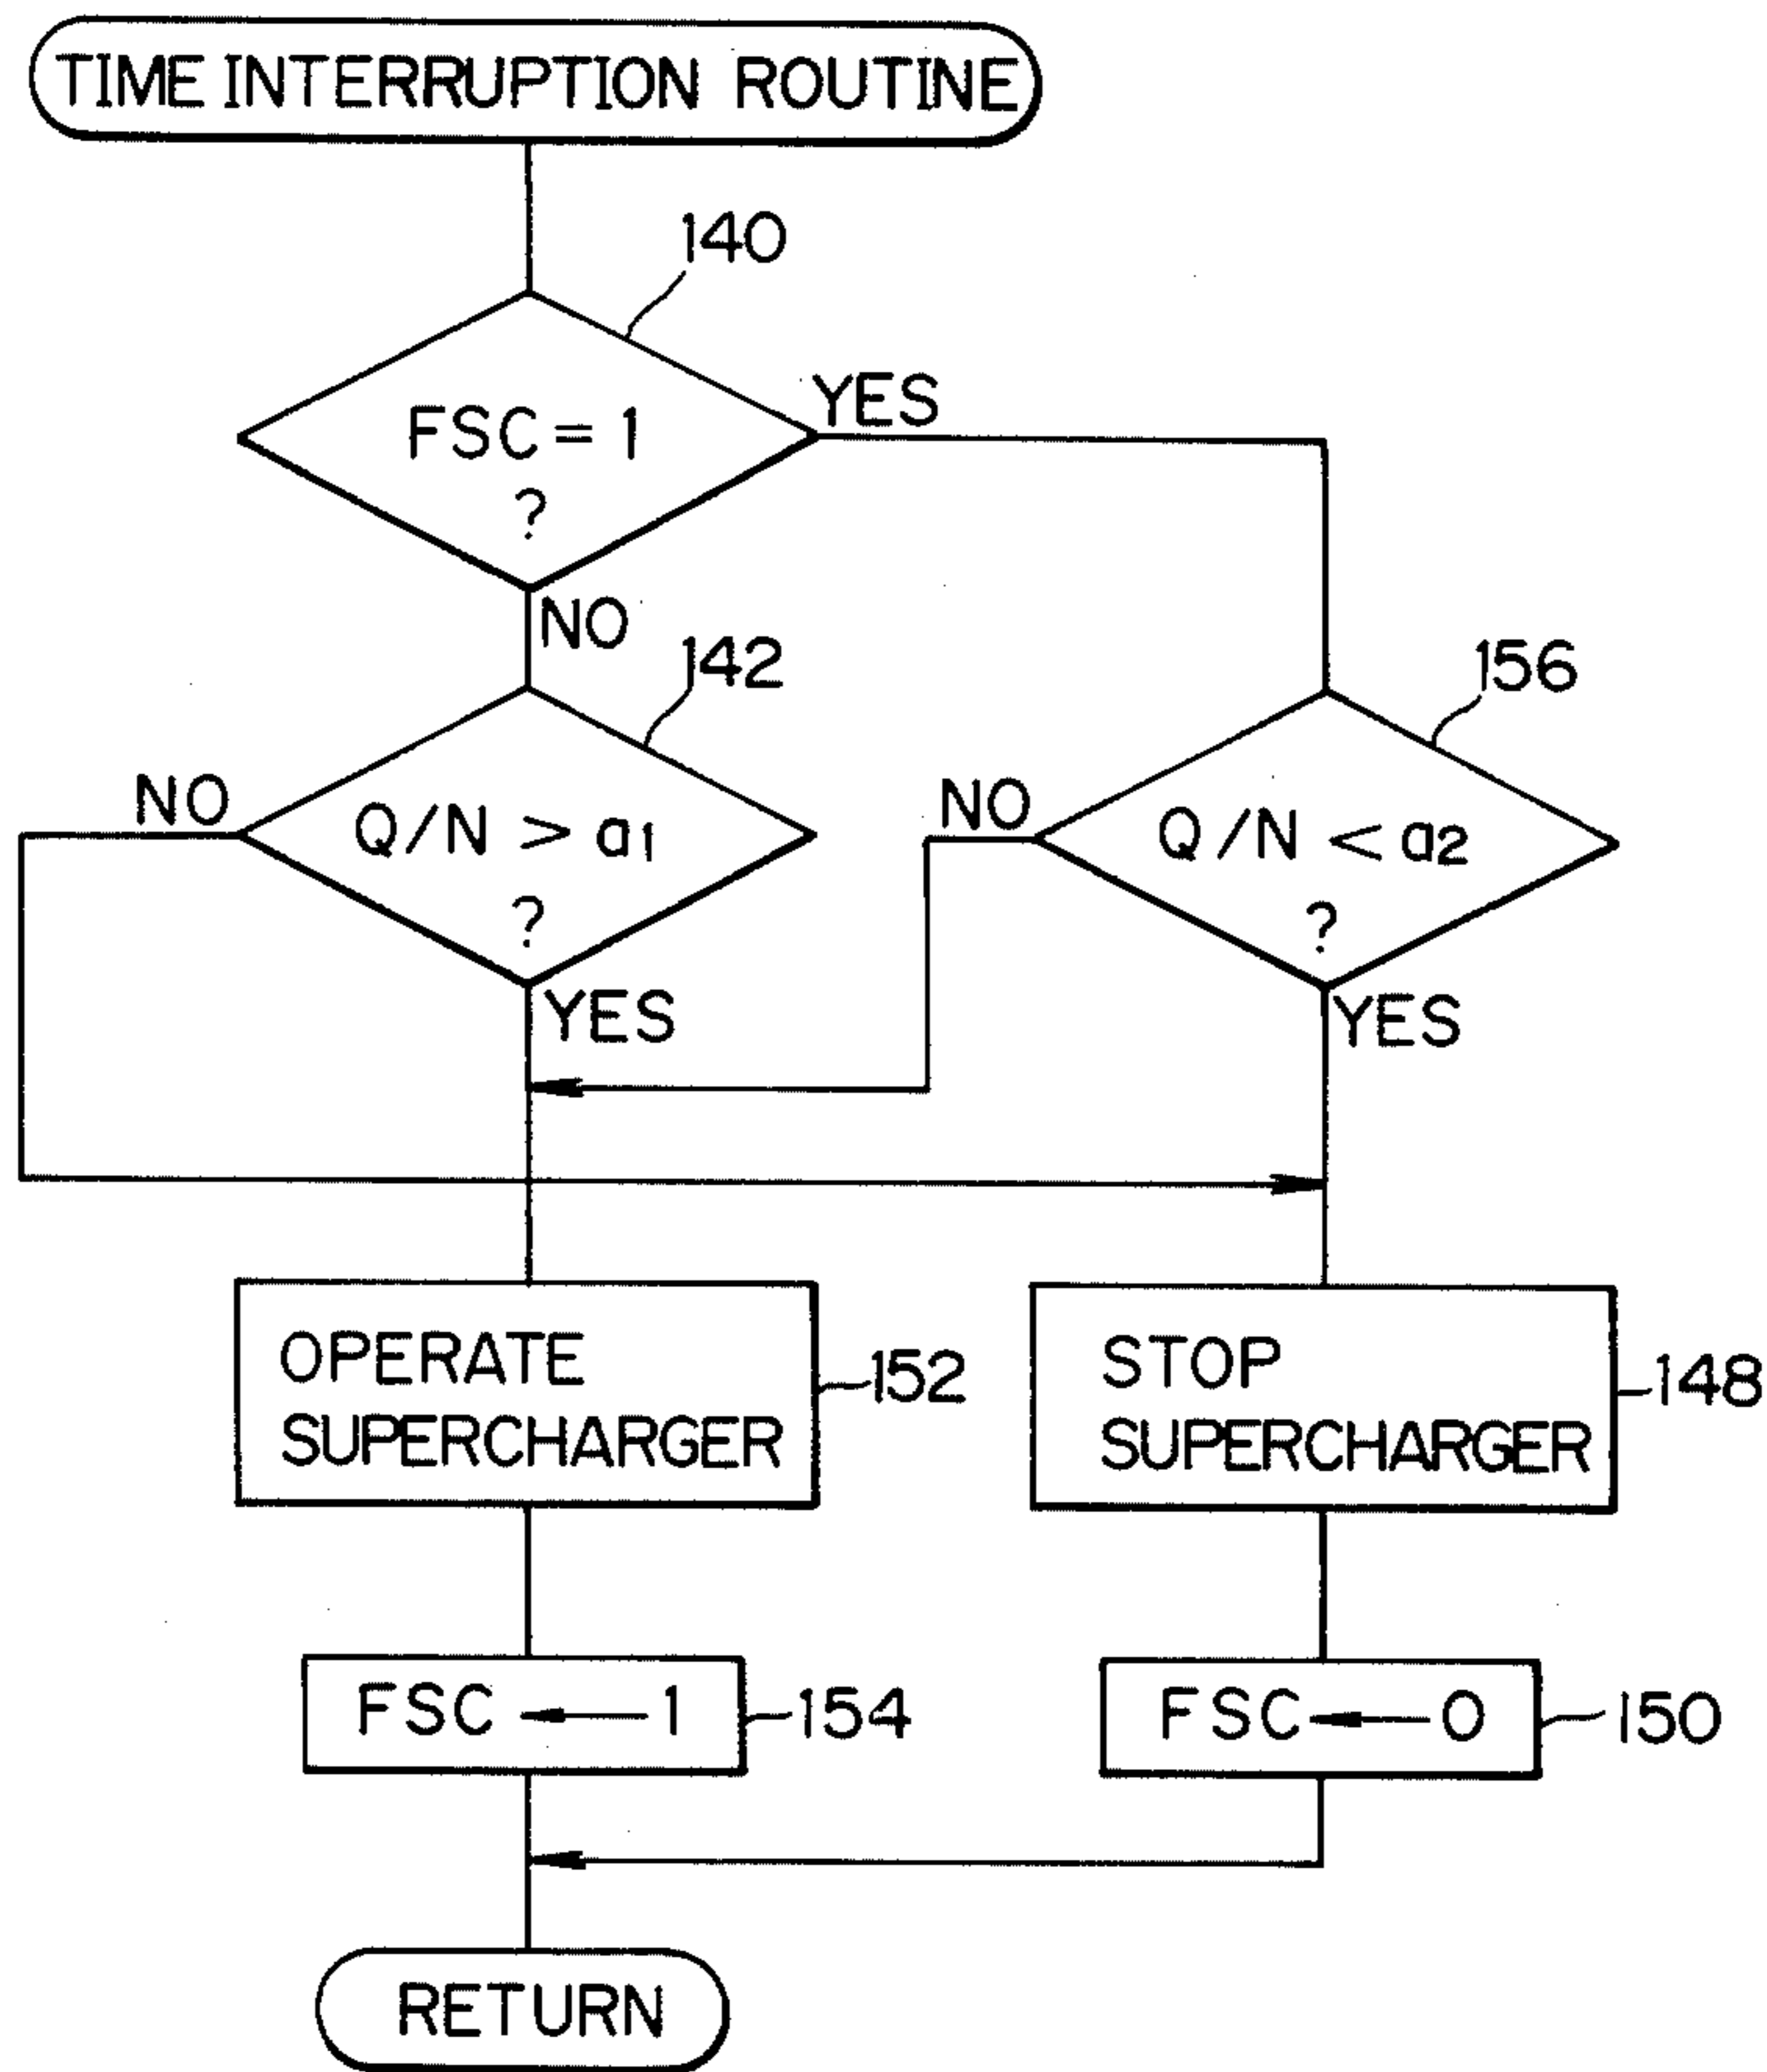 TIME INTERRUPTION ROUTINE
140
FSC = 1
?
YES
NO
142
156
NO
Q/N > a1
?
YES
NO
Q/N < a2
?
YES
OPERATE
SUPERCHARGER
152
STOP
SUPERCHARGER
148
FSC ← 1
154
FSC ← 0
150
RETURN